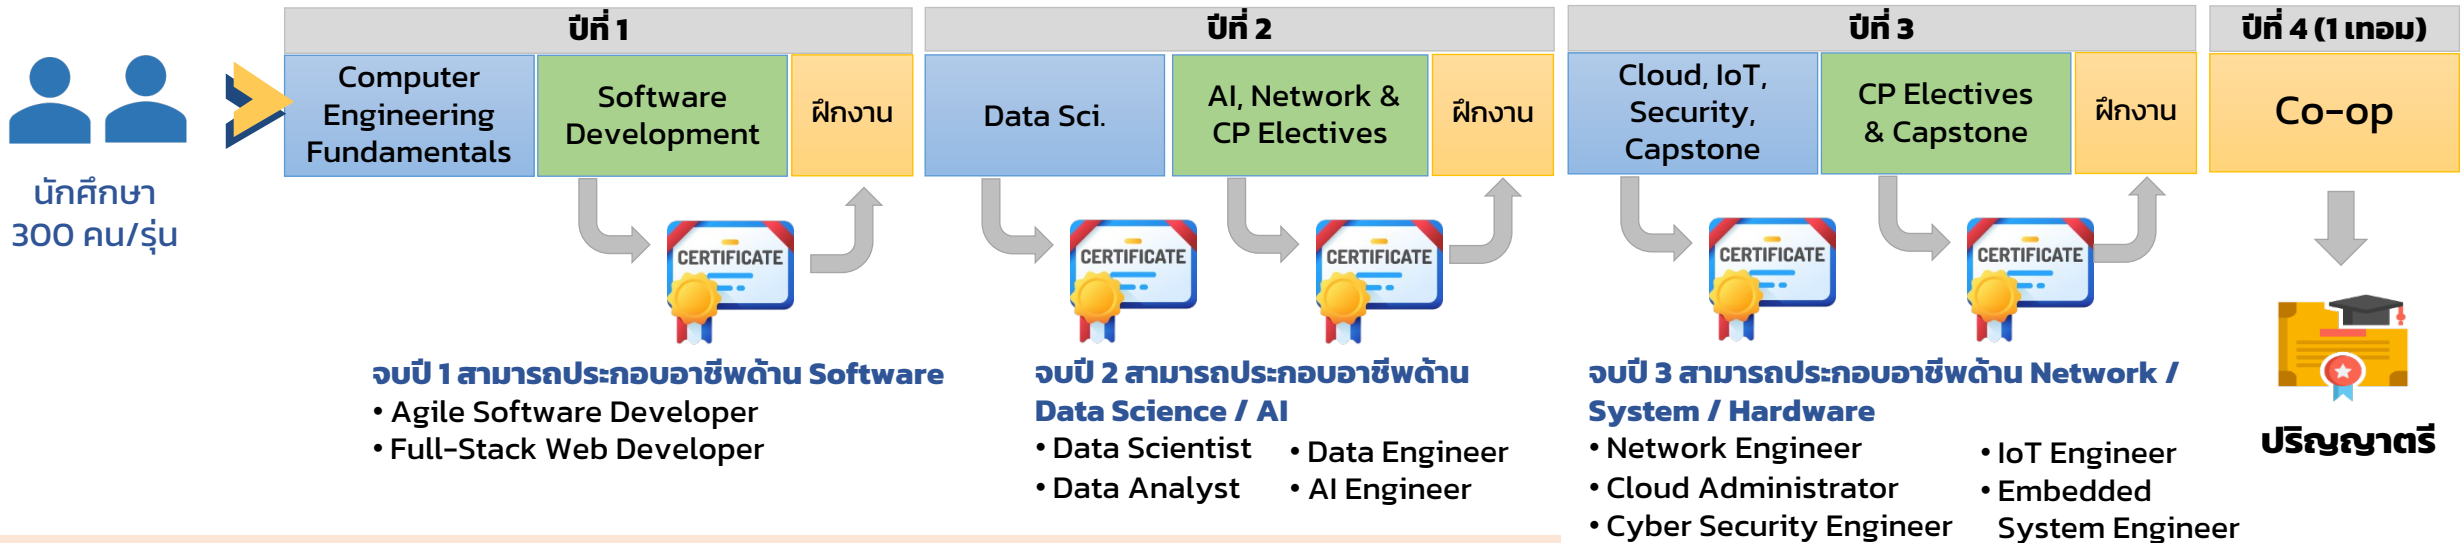 ปีที่ 1
ปีที่ 2
ปีที่ 3
ปีที่ 4 (1 เทอม)
นักศึกษา
300 คน/รุ่น
Computer
Engineering
Fundamentals
Software
Development
ฝึกงาน
Data Sci.
AI, Network &
CP Electives
ฝึกงาน
Cloud, IoT,
Security,
Capstone
CP Electives
& Capstone
ฝึกงาน
Co-op
CERTIFICATE
CERTIFICATE
CERTIFICATE
CERTIFICATE
CERTIFICATE
จบปี 1 สามารถประกอบอาชีพด้าน Software
• Agile Software Developer
• Full-Stack Web Developer
จบปี 2 สามารถประกอบอาชีพด้าน
Data Science / AI
• Data Scientist
• Data Analyst
• Data Engineer
• AI Engineer
จบปี 3 สามารถประกอบอาชีพด้าน Network /
System / Hardware
• Network Engineer
• Cloud Administrator
• Cyber Security Engineer
• IoT Engineer
• Embedded
System Engineer
ปริญญาตรี